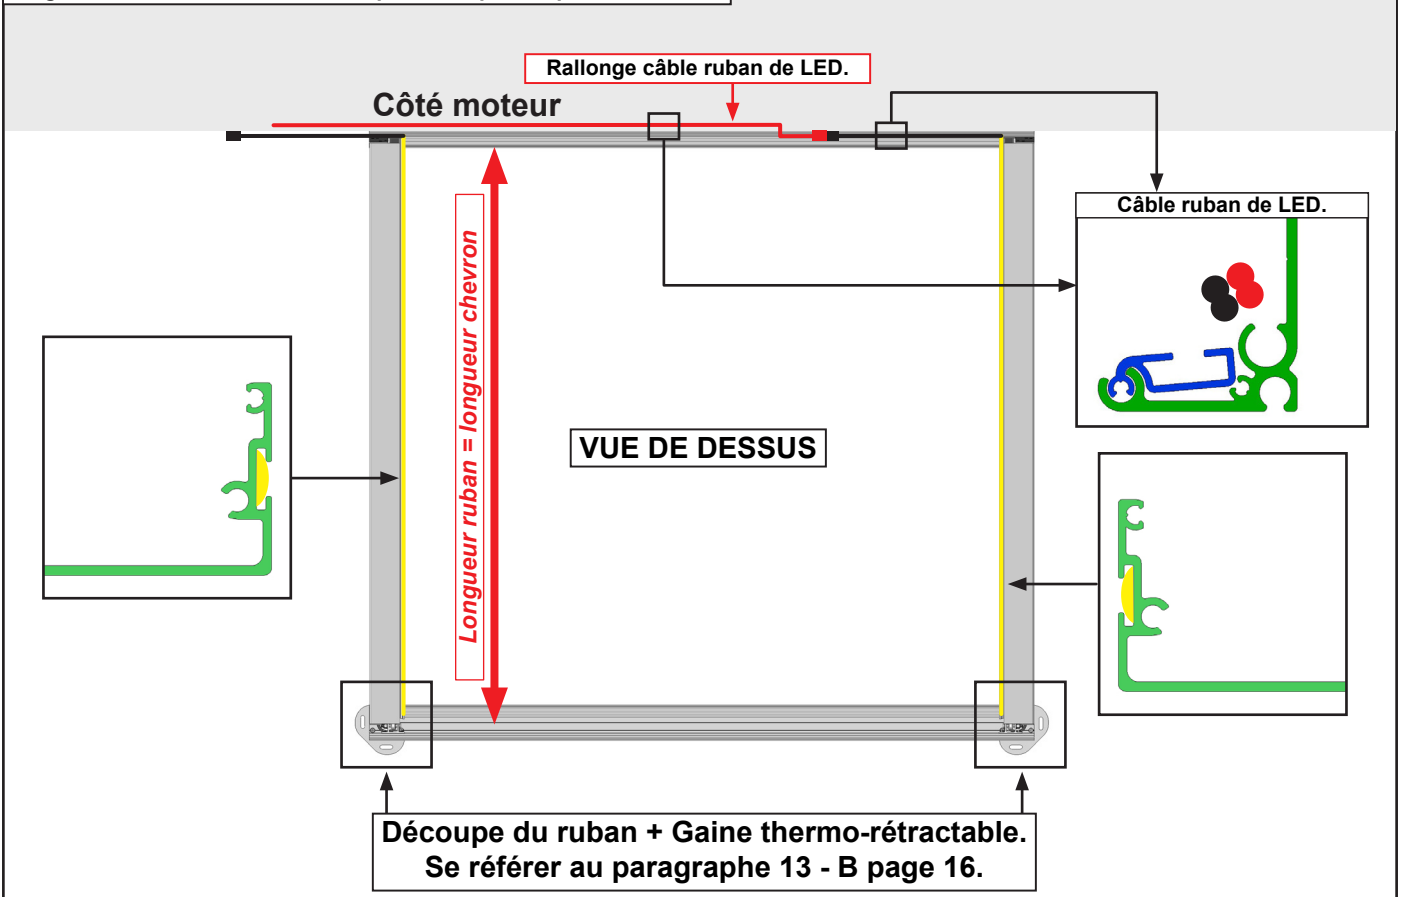 Rallonge câble ruban de LED.
Côté moteur
Câble ruban de LED.
Longueur ruban = longueur chevron
VUE DE DESSUS
Découpe du ruban + Gaine thermo-rétractable.
Se référer au paragraphe 13 - B page 16.